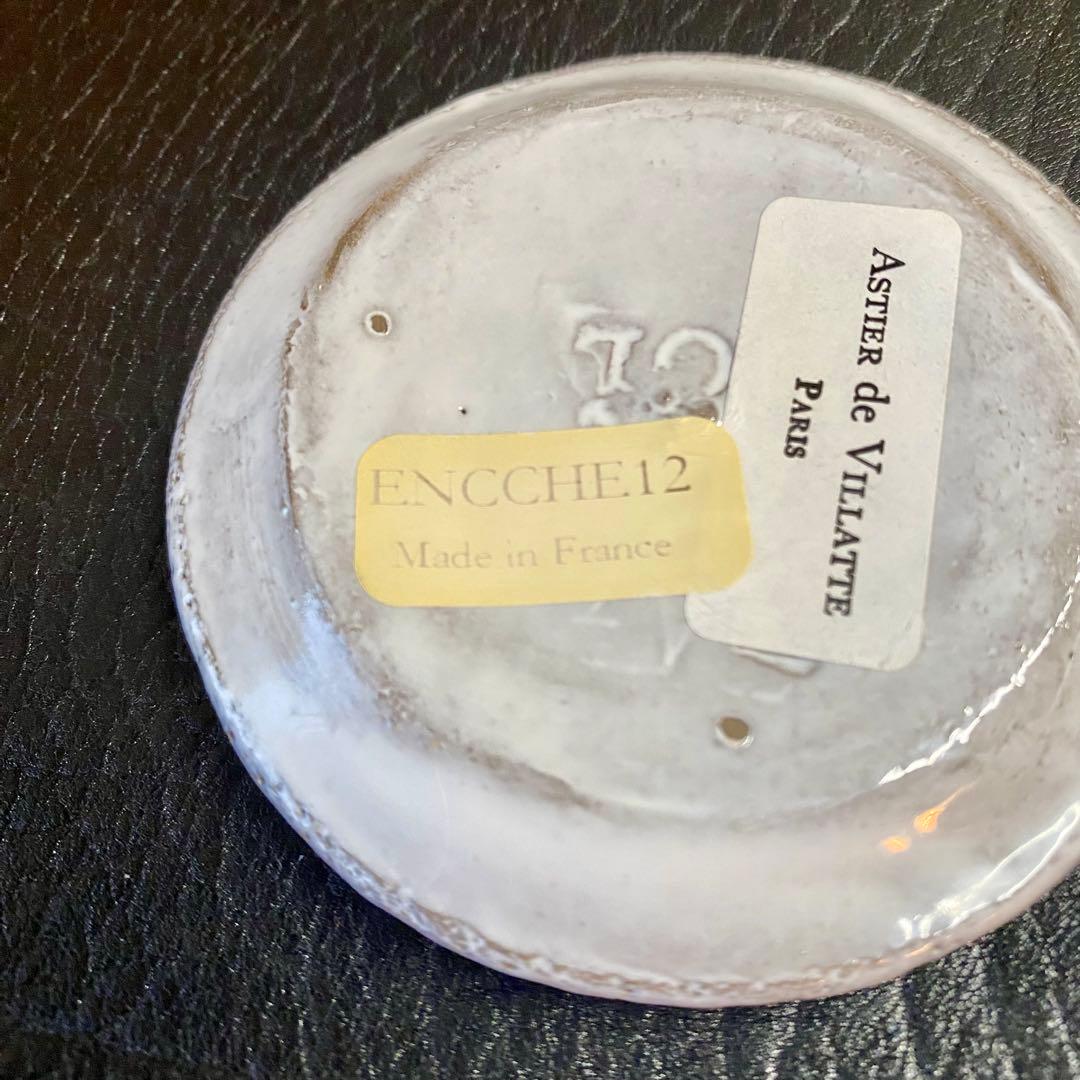 ENCCHE12
Made in France
ASTIER de VILLATTE
PARIS